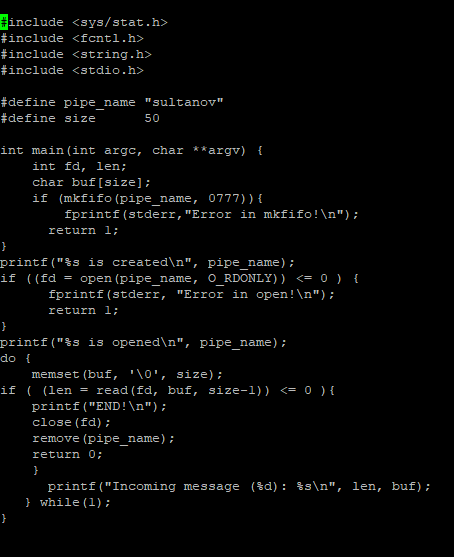 #include <sys/stat.h>
#include <fcntl.h>
#include <string.h>
#include <stdio.h>

#define pipe_name "sultanov"
#define size      50

int main(int argc, char **argv) {
    int fd, len;
    char buf[size];
    if (mkfifo(pipe_name, 0777)){
        fprintf(stderr,"Error in mkfifo!\n");
      return 1;
}
printf("%s is created\n", pipe_name);
if ((fd = open(pipe_name, O_RDONLY)) <= 0 ) {
      fprintf(stderr, "Error in open!\n");
      return 1;
}
printf("%s is opened\n", pipe_name);
do {
      memset(buf, '\0', size);
if ( (len = read(fd, buf, size-1)) <= 0 ){
    printf("END!\n");
    close(fd);
    remove(pipe_name);
    return 0;
    }
      printf("Incoming message (%d): %s\n", len, buf);
   } while(1);
}